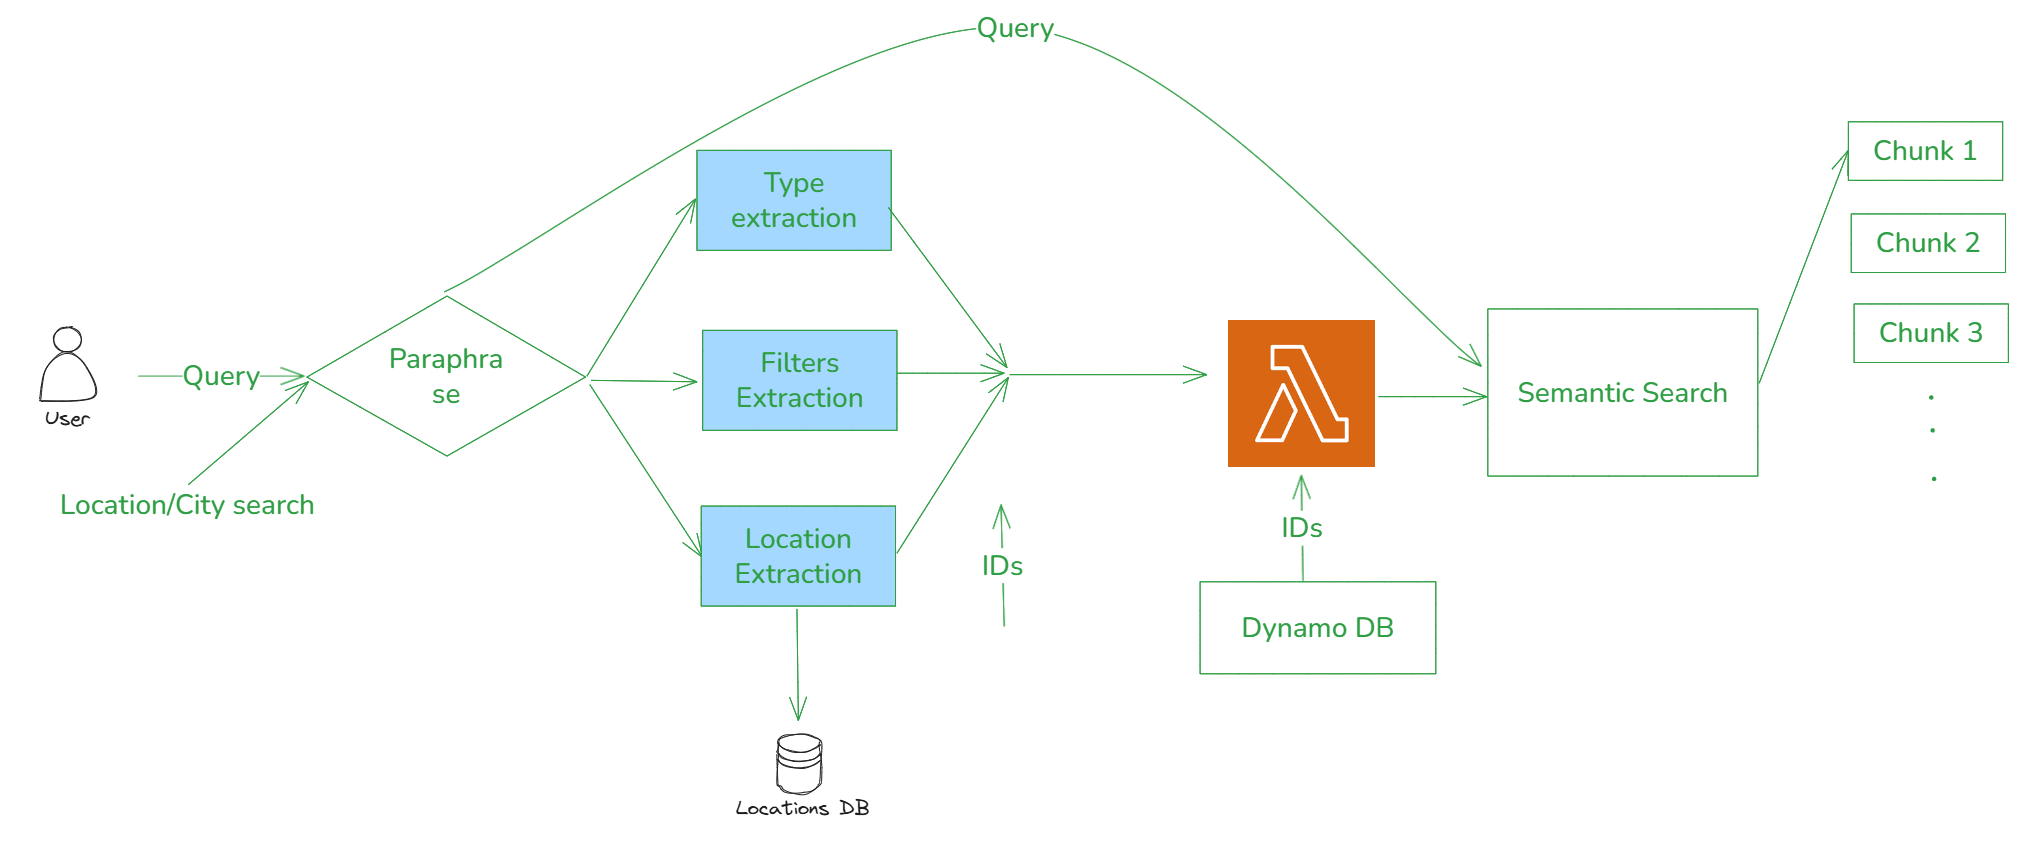 Query
Type
extraction
Chunk 1
Chunk 2
Chunk 3
Query
Paraphra
se
Filters
Extraction
Semantic Search
User
Location/City search
Location
Extraction
IDs
IDs
Dynamo DB
Locations DB